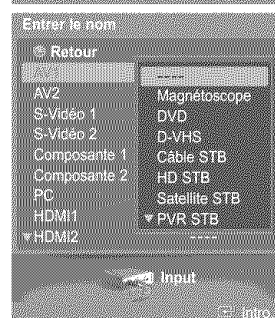 Entrer le nom
Retour
AV1
----
AV2
Magnétoscope
S-Vidéo 1
DVD
S-Vidéo 2
D-VHS
Composante 1
Câble STB
Composante 2
HD STB
PC
Satellite STB
HDMI1
▼ PVR STB
▼ HDMI2
----
Input
Intro